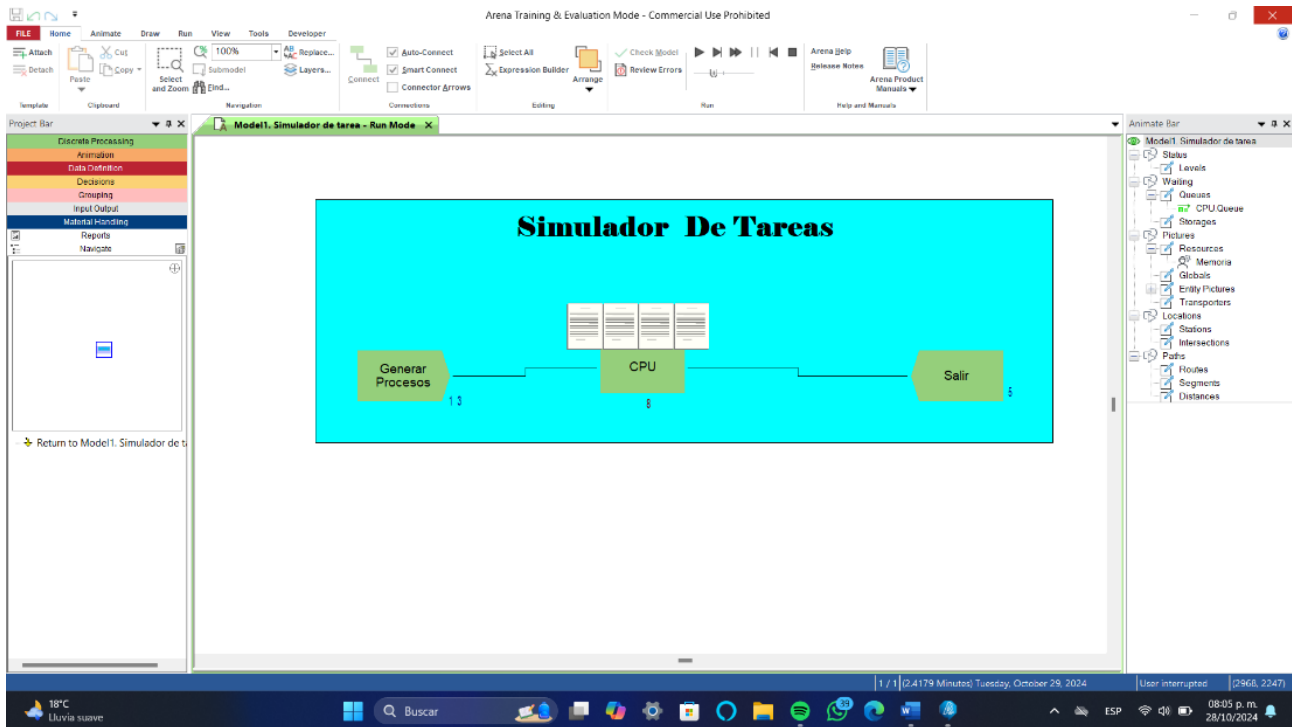 Arena Training & Evaluation Mode - Commercial Use Prohibited
FILE Home Animate Draw Run View Tools Developer
Attach
Detach
Template
Paste
Cut
Copy
Clipboard
Select and Zoom
100%
Submodel
Find...
Replace...
Layers...
Navigation
Connect
Auto-Connect
Smart Connect
Connector Arrows
Connections
Select All
Expression Builder
Arrange
Editing
Check Model
Review Errors
Run
Arena Help
Release Notes
Arena Product Manuals
Help and Manuals
Project Bar
Discrete Processing
Animation
Data Definition
Decisions
Grouping
Input Output
Material Handling
Reports
Navigate
Return to Model1. Simulador de t
Model1. Simulador de tarea - Run Mode X
Simulador De Tareas
Generar
Procesos
1 3
CPU
8
Salir
5
Animate Bar
Model1. Simulador de tarea
Status
Levels
Waiting
Queues
CPU.Queue
Storages
Pictures
Resources
Memoria
Globals
Entity Pictures
Transporters
Locations
Stations
Intersections
Paths
Routes
Segments
Distances
1 / 1 (2.4179 Minutes) Tuesday, October 29, 2024
User interrupted
(2968, 2247)
18°C
Lluvia suave
Buscar
39
ESP
08:05 p. m.
28/10/2024